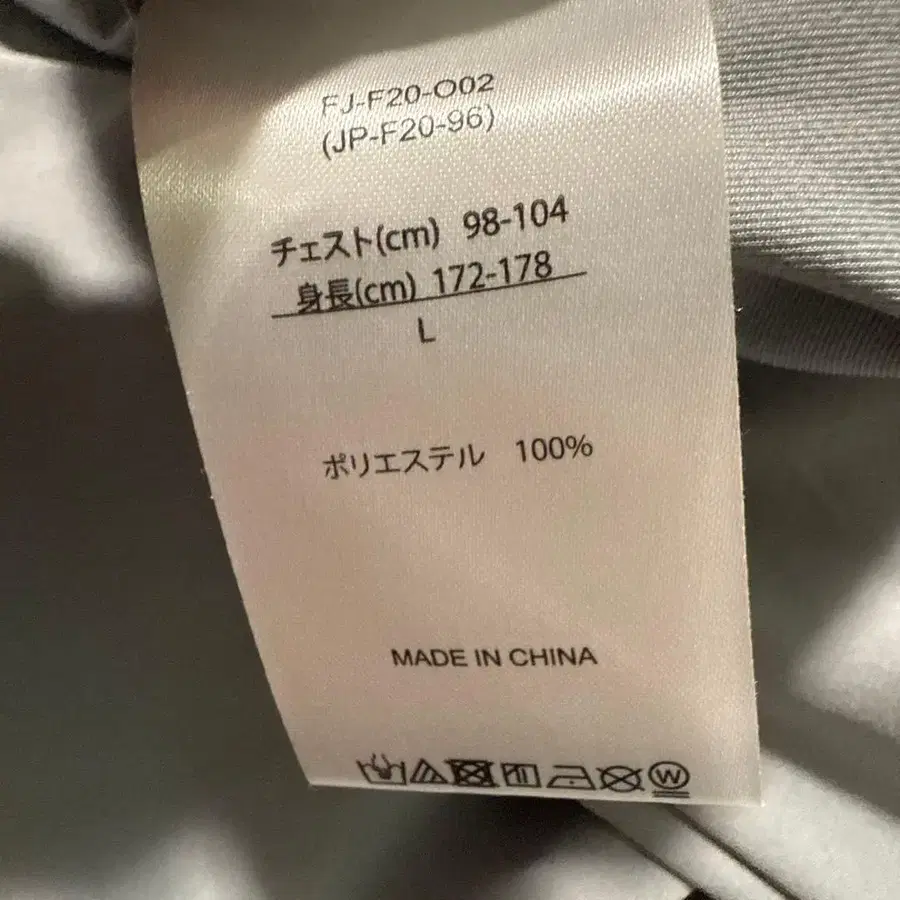 FJ-F20-O02
(JP-F20-96)
チェスト(cm) 98-104
身長(cm) 172-178
L
ポリエステル 100%
MADE IN CHINA
W